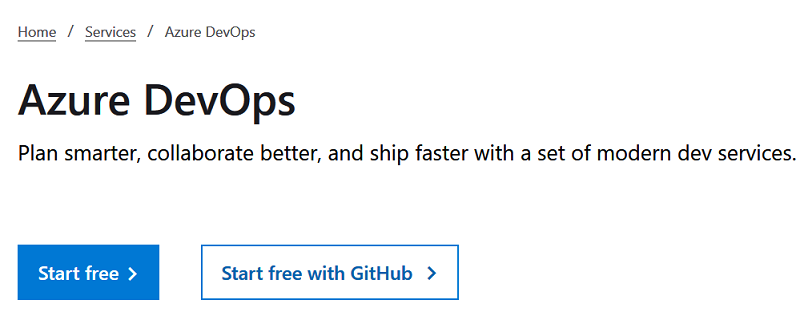 Home / Services / Azure DevOps
Azure DevOps
Plan smarter, collaborate better, and ship faster with a set of modern dev services.
Start free > Start free with GitHub >